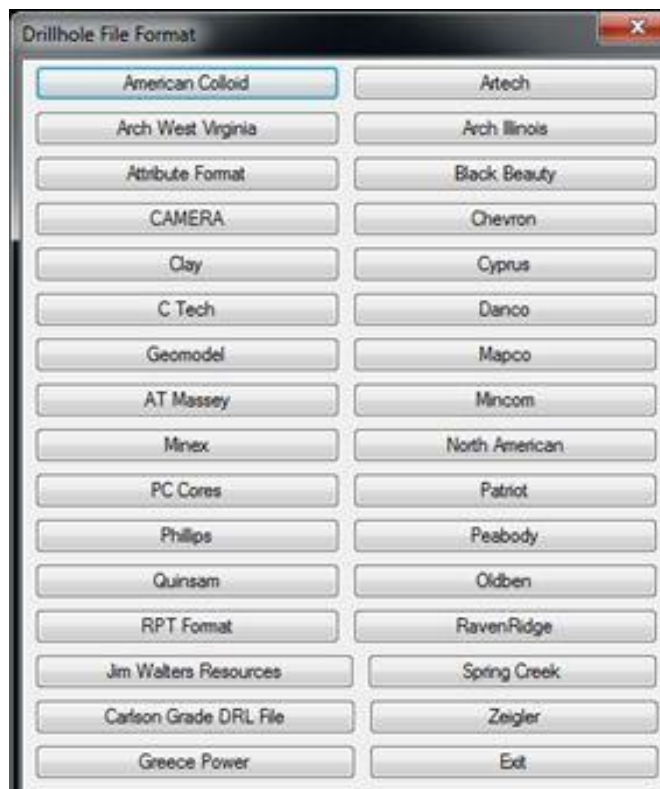 Drillhole File Format
American Colloid Artech
Arch West Virginia Arch Illinois
Attribute Format Black Beauty
CAMERA Chevron
Clay Cyprus
C Tech Danco
Geomodel Mapco
AT Massey Mincom
Minex North American
PC Cores Patriot
Phillips Peabody
Quinsam Oldben
RPT Format RavenRidge
Jim Walters Resources Spring Creek
Carlson Grade DRL File Zeigler
Greece Power Exit